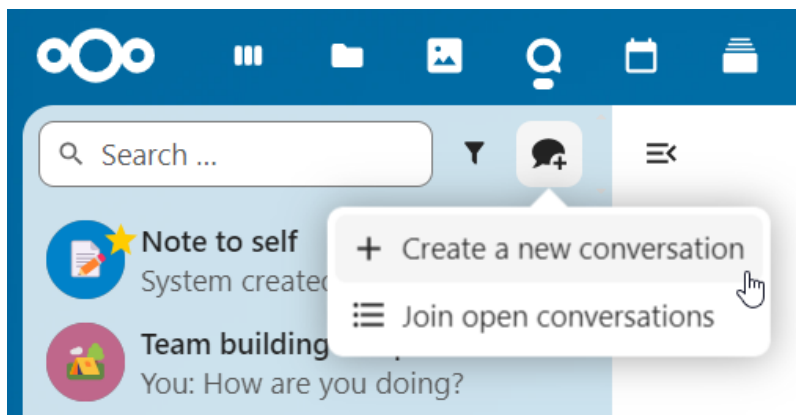 Search ...
Note to self
Create a new conversation
System created
Join open conversations
Team building
You: How are you doing?